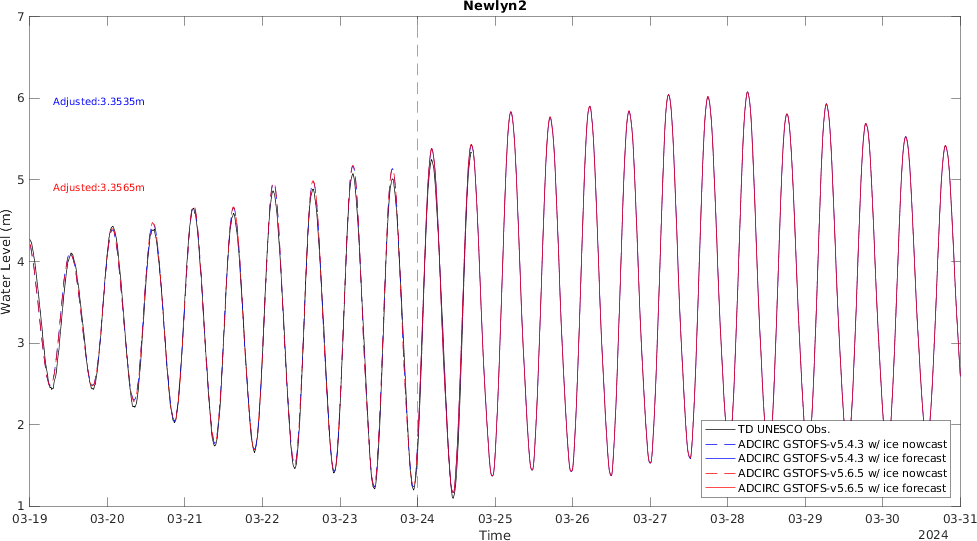 Newlyn2
7
6
5
4
3
2
1
Water Level (m)
Adjusted:3.3535m
Adjusted:3.3565m
TD UNESCO Obs.
ADCIRC GSTOFS-v5.4.3 w/ ice nowcast
ADCIRC GSTOFS-v5.4.3 w/ ice forecast
ADCIRC GSTOFS-v5.6.5 w/ ice nowcast
ADCIRC GSTOFS-v5.6.5 w/ ice forecast
03-19 03-20 03-21 03-22 03-23 03-24 03-25 03-26 03-27 03-28 03-29 03-30 03-31
Time
2024